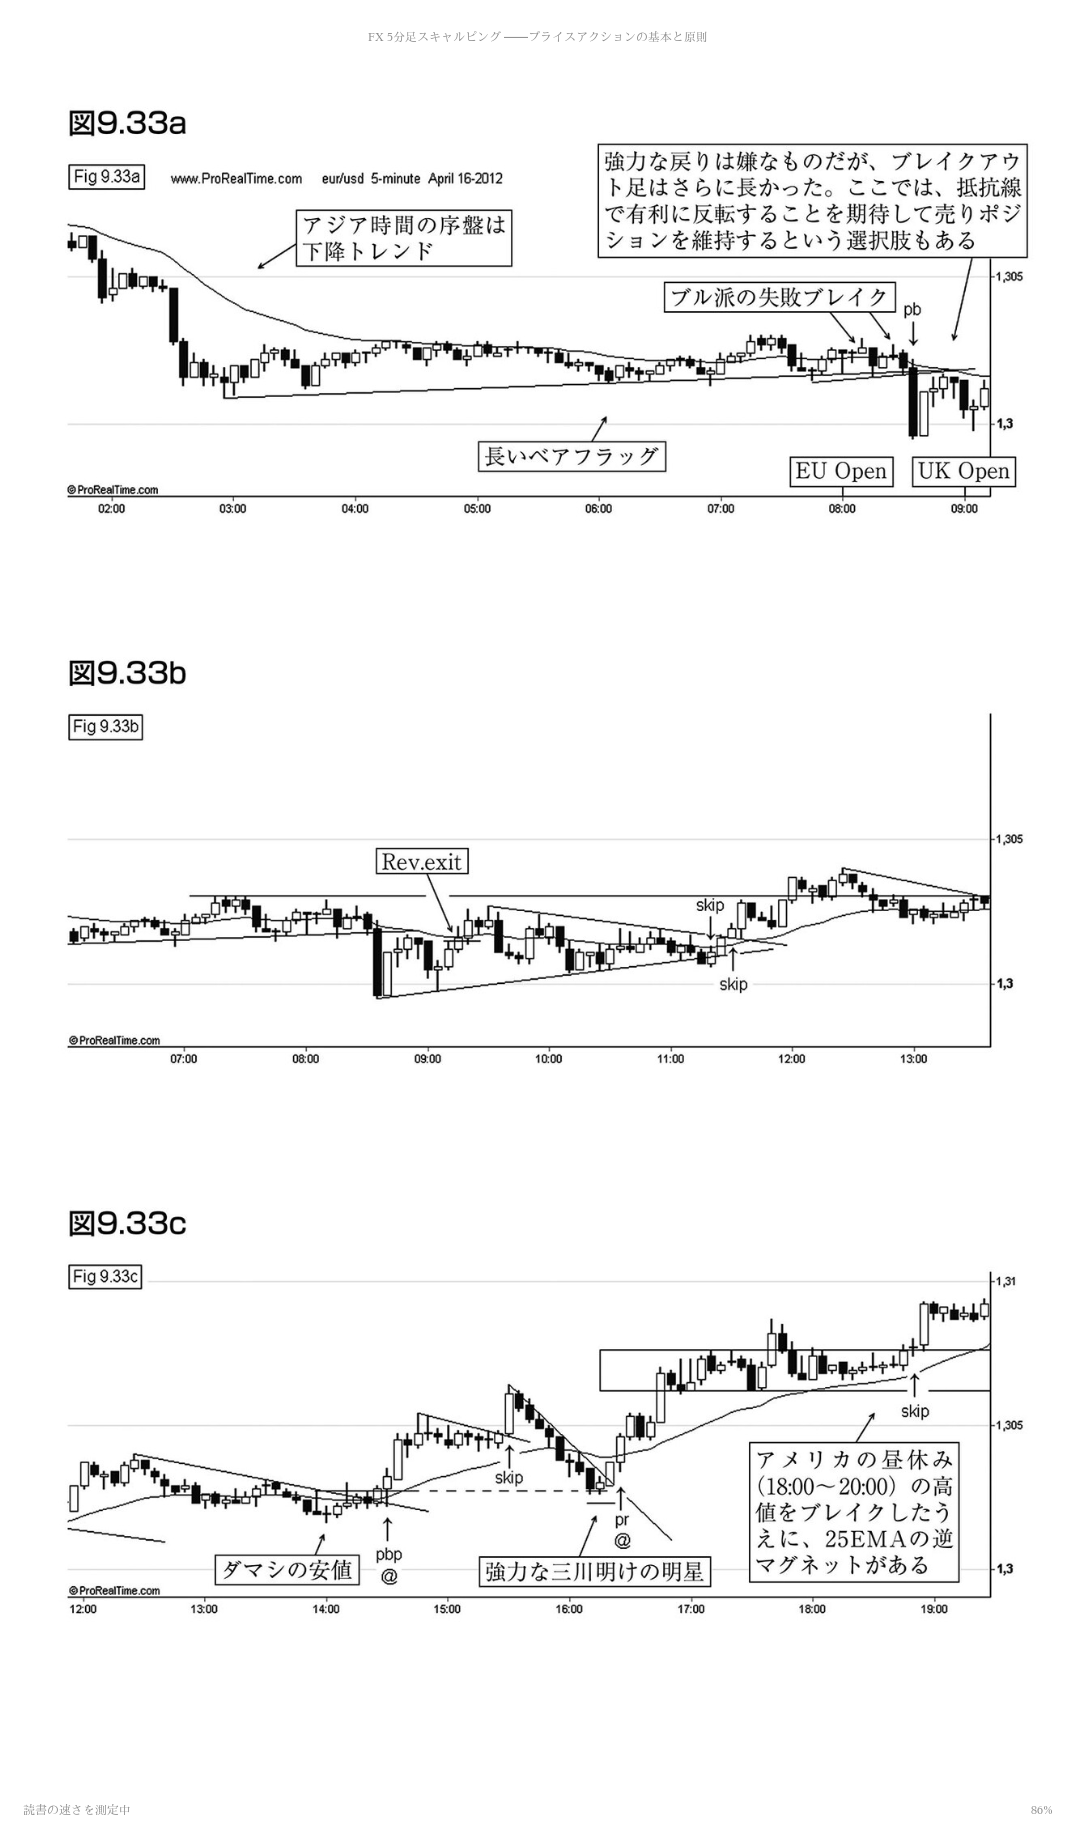 FX 5分足スキャルピング ――プライスアクションの基本と原則
図9.33a
Fig 9.33a
www.ProRealTime.com eur/usd 5-minute April 16-2012
強力な戻りは嫌なものだが、ブレイクアウ
ト足はさらに長かった。ここでは、抵抗線
で有利に反転することを期待して売りポジ
ションを維持するという選択肢もある
アジア時間の序盤は
下降トレンド
1,305
ブル派の失敗ブレイク
pb
1,3
長いベアフラッグ
EU Open
UK Open
©ProRealTime.com
02:00 03:00 04:00 05:00 06:00 07:00 08:00 09:00
図9.33b
Fig 9.33b
1,305
Rev.exit
skip
skip
1,3
©ProRealTime.com
07:00 08:00 09:00 10:00 11:00 12:00 13:00
図9.33c
Fig 9.33c
1,31
skip
1,305
skip
アメリカの昼休み
(18:00～20:00) の高
値をブレイクしたう
えに、25EMAの逆
マグネットがある
pr
@
pbp
@
ダマシの安値
強力な三川明けの明星
1,3
©ProRealTime.com
12:00 13:00 14:00 15:00 16:00 17:00 18:00 19:00
読書の速さを測定中
86%